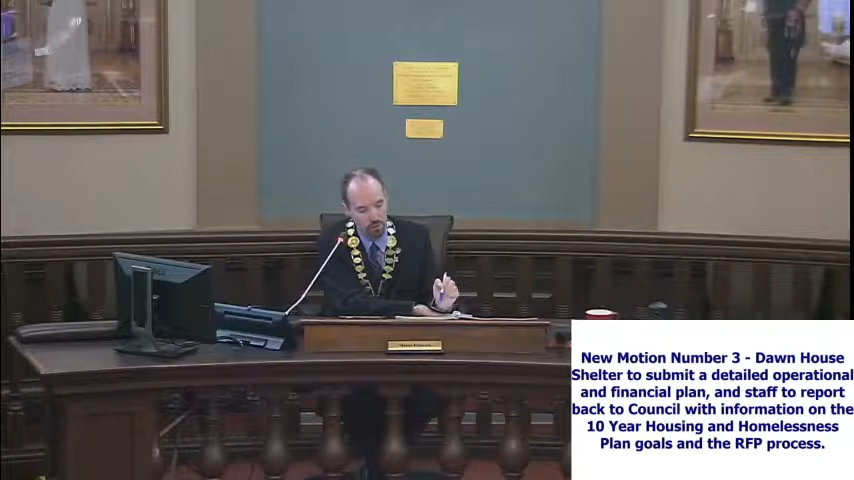 New Motion Number 3 - Dawn House
Shelter to submit a detailed operational
and financial plan, and staff to report
back to Council with information on the
10 Year Housing and Homelessness
Plan goals and the RFP process.